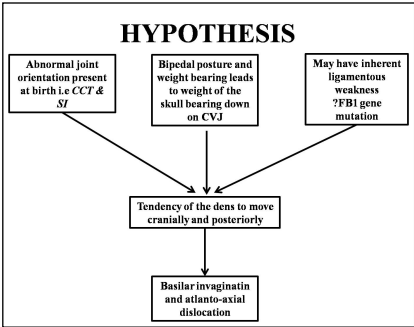 HYPOTHESIS
Abnormal joint
orientation present
at birth i.e CCT &
SI
Bipedal posture and
weight bearing leads
to weight of the
skull bearing down
on CVJ
May have inherent
ligamentous
weakness
?FB1 gene
mutation
Tendency of the dens to move
cranially and posteriorly
Basilar invaginatin
and atlanto-axial
dislocation